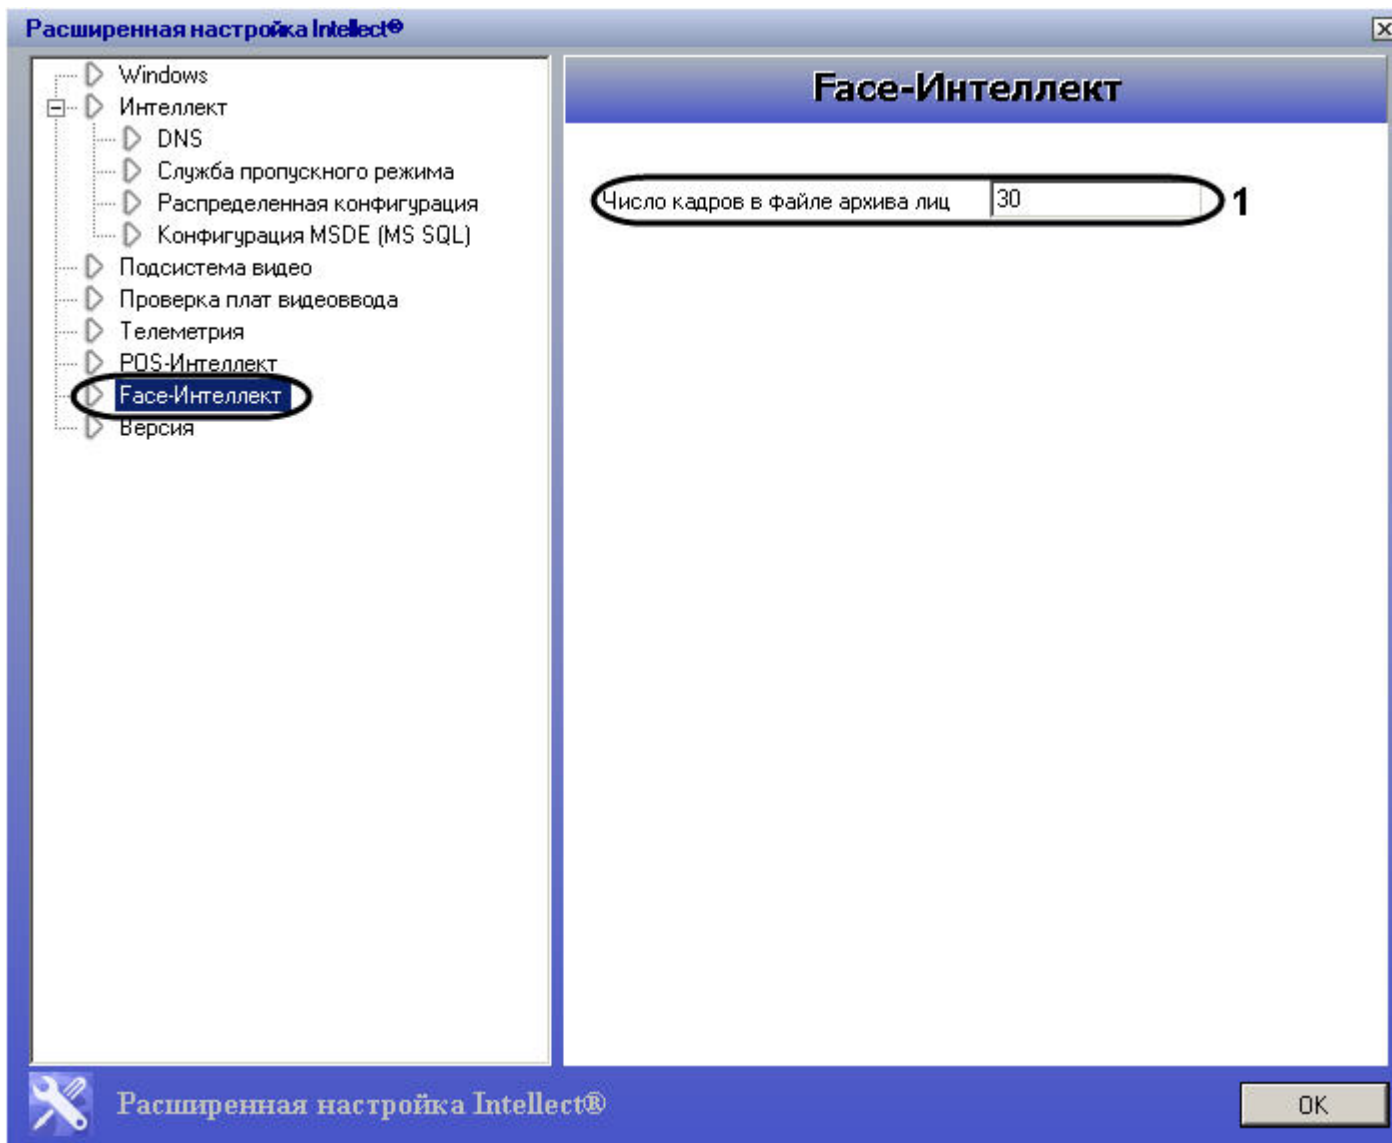 Расширенная настройка Intellect®
Windows
Интеллект
DNS
Служба пропускного режима
Распределенная конфигурация
Конфигурация MSDE (MS SQL)
Подсистема видео
Проверка плат видеоввода
Телеметрия
POS-Интеллект
Face-Интеллект
Версия
Face-Интеллект
Число кадров в файле архива лиц 30 1
Расширенная настройка Intellect®
OK